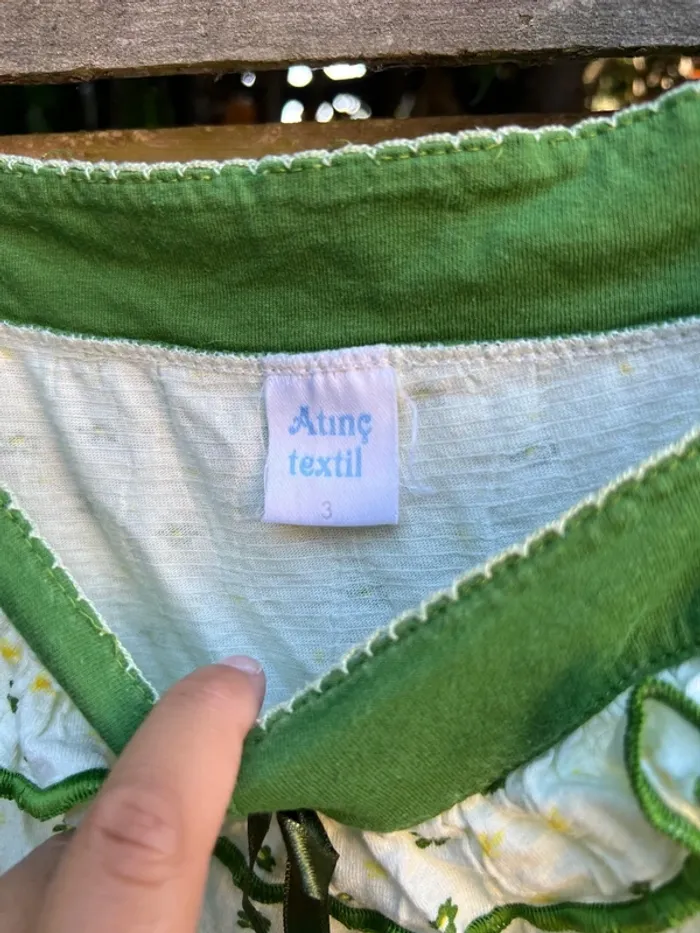 Atınç
textil
3